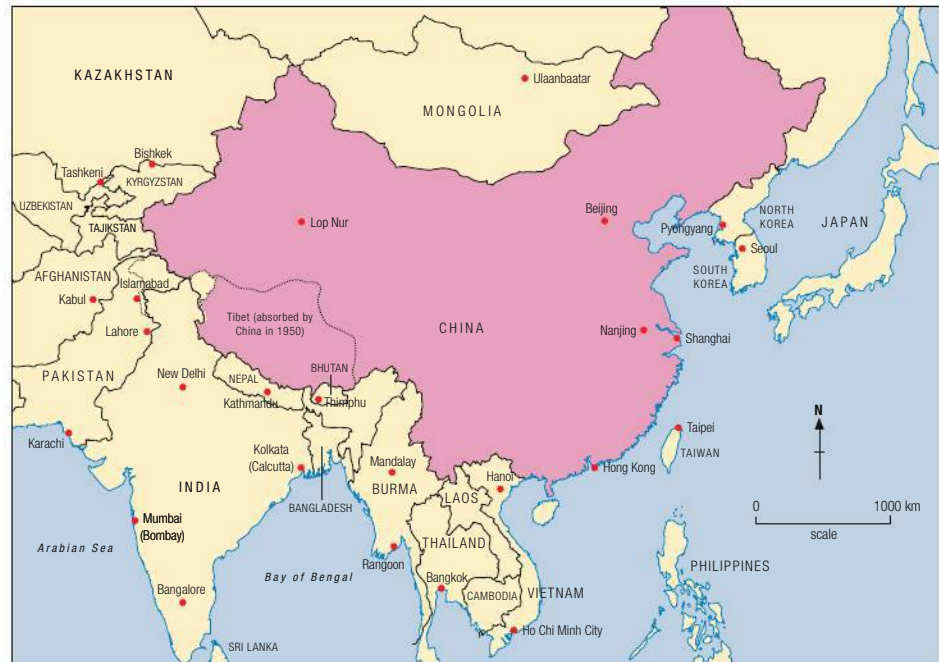 KAZAKHSTAN
Ulaanbaatar
MONGOLIA
Bishkek
Tashkeni
KYRGYZSTAN
UZBEKISTAN
TAJIKSTAN
Lop Nur
Beijing
NORTH
KOREA
Pyongyang
JAPAN
Seoul
SOUTH
KOREA
AFGHANISTAN
Islamabad
Kabul
Tibet (absorbed by
China in 1950)
CHINA
Nanjing
Shanghai
Lahore
PAKISTAN
New Delhi
NEPAL
Kathmandu
BHUTAN
Thimphu
N
Karachi
Kolkata
(Calcutta)
Mandalay
BURMA
Hanoi
LAOS
Hong Kong
Taipei
TAIWAN
INDIA
BANGLADESH
0
1000 km
scale
Mumbai
(Bombay)
Arabian Sea
Bay of Bengal
Rangoon
THAILAND
Bangkok
CAMBODIA
VIETNAM
PHILIPPINES
Bangalore
Ho Chi Minh City
SRI LANKA